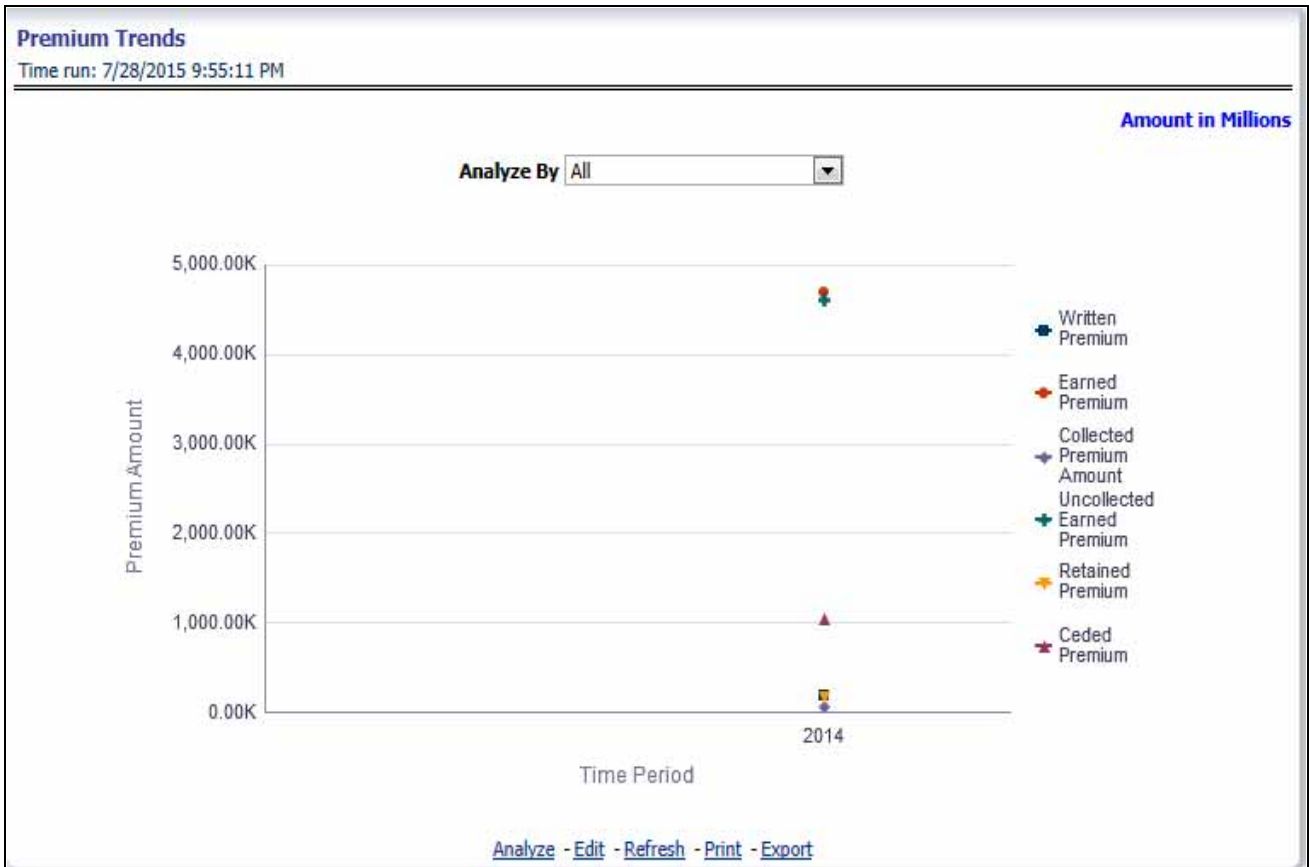 Premium Trends
Time run: 7/28/2015 9:55:11 PM
Amount in Millions
Analyze By All
5,000.00K
4,000.00K
3,000.00K
2,000.00K
1,000.00K
0.00K
Premium Amount
2014
Time Period
Written
Premium
Earned
Premium
Collected
Premium
Amount
Uncollected
Earned
Premium
Retained
Premium
Ceded
Premium
Analyze - Edit - Refresh - Print - Export